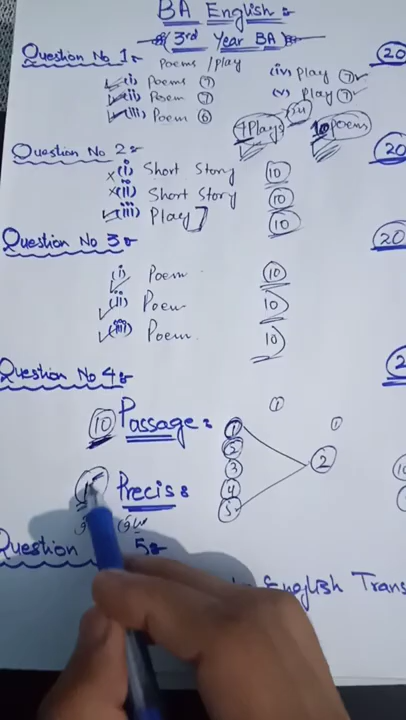 BA English:
3rd Year BA
Question No 1: Poems/play 20
(i) Poems (7) (iv) Play (7)
(ii) Poem (7) (v) Play (7)
(iii) Poem (6)
Plays 10 poems
Question No 2: 20
(i) Short Story 10
(ii) Short Story 10
(iii) Play 10
Question No 3: 20
(i) Poem 10
(ii) Poem 10
(iii) Poem 10
Question No 4: 2
10 Passage: 1 1 1
2 2
3
Precis: 4
5
Question 5:
English Trans